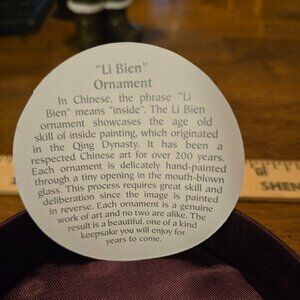 "Li Bien"
Ornament
In Chinese, the phrase "Li
Bien" means "inside". The Li Bien
ornament showcases the age old
skill of inside painting, which originated
in the Qing Dynasty. It has been a
respected Chinese art for over 200 years.
Each ornament is delicately hand-painted
through a tiny opening in the mouth-blown
glass. This process requires great skill and
deliberation since the image is painted
in reverse. Each ornament is a genuine
work of art and no two are alike. The
result is a beautiful, one of a kind
keepsake you will enjoy for
years to come.
SHEN